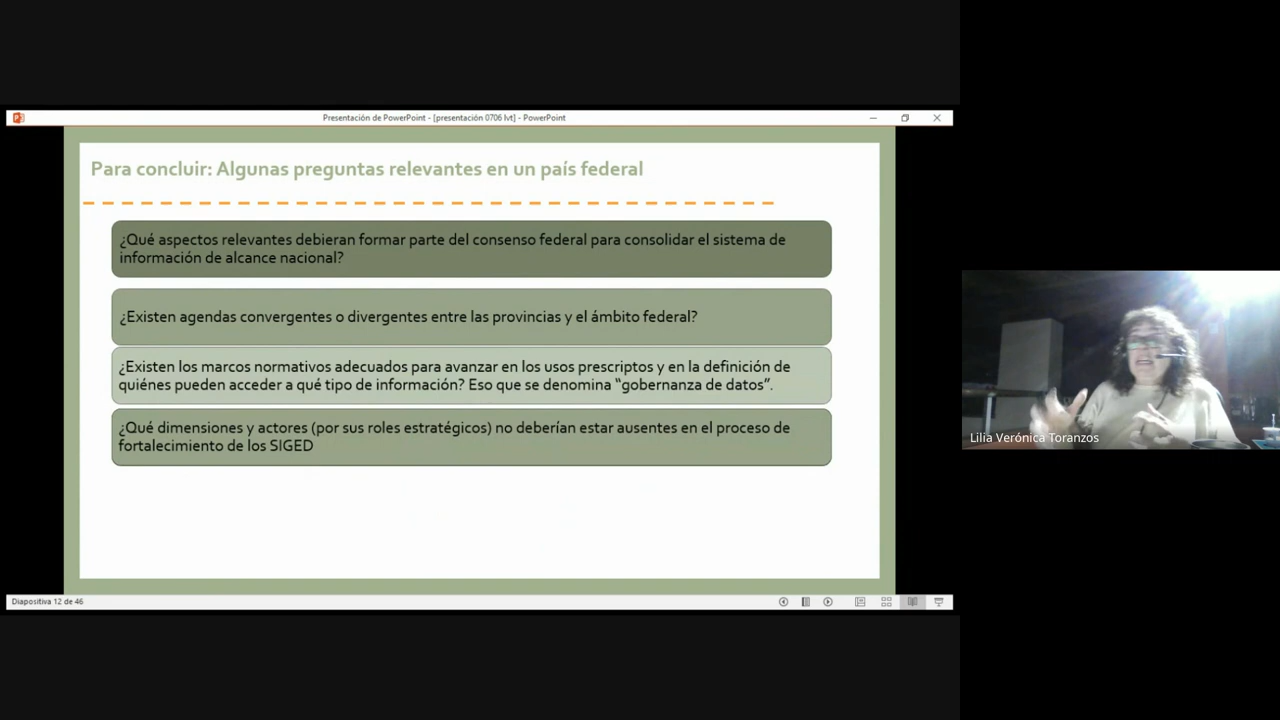 Presentación de PowerPoint - [presentación 0706 lvt] - PowerPoint
Para concluir: Algunas preguntas relevantes en un país federal
¿Qué aspectos relevantes debieran formar parte del consenso federal para consolidar el sistema de
información de alcance nacional?
¿Existen agendas convergentes o divergentes entre las provincias y el ámbito federal?
¿Existen los marcos normativos adecuados para avanzar en los usos prescriptos y en la definición de
quiénes pueden acceder a qué tipo de información? Eso que se denomina “gobernanza de datos”.
¿Qué dimensiones y actores (por sus roles estratégicos) no deberían estar ausentes en el proceso de
fortalecimiento de los SIGED
Lilia Verónica Toranzos
Diapositiva 12 de 46